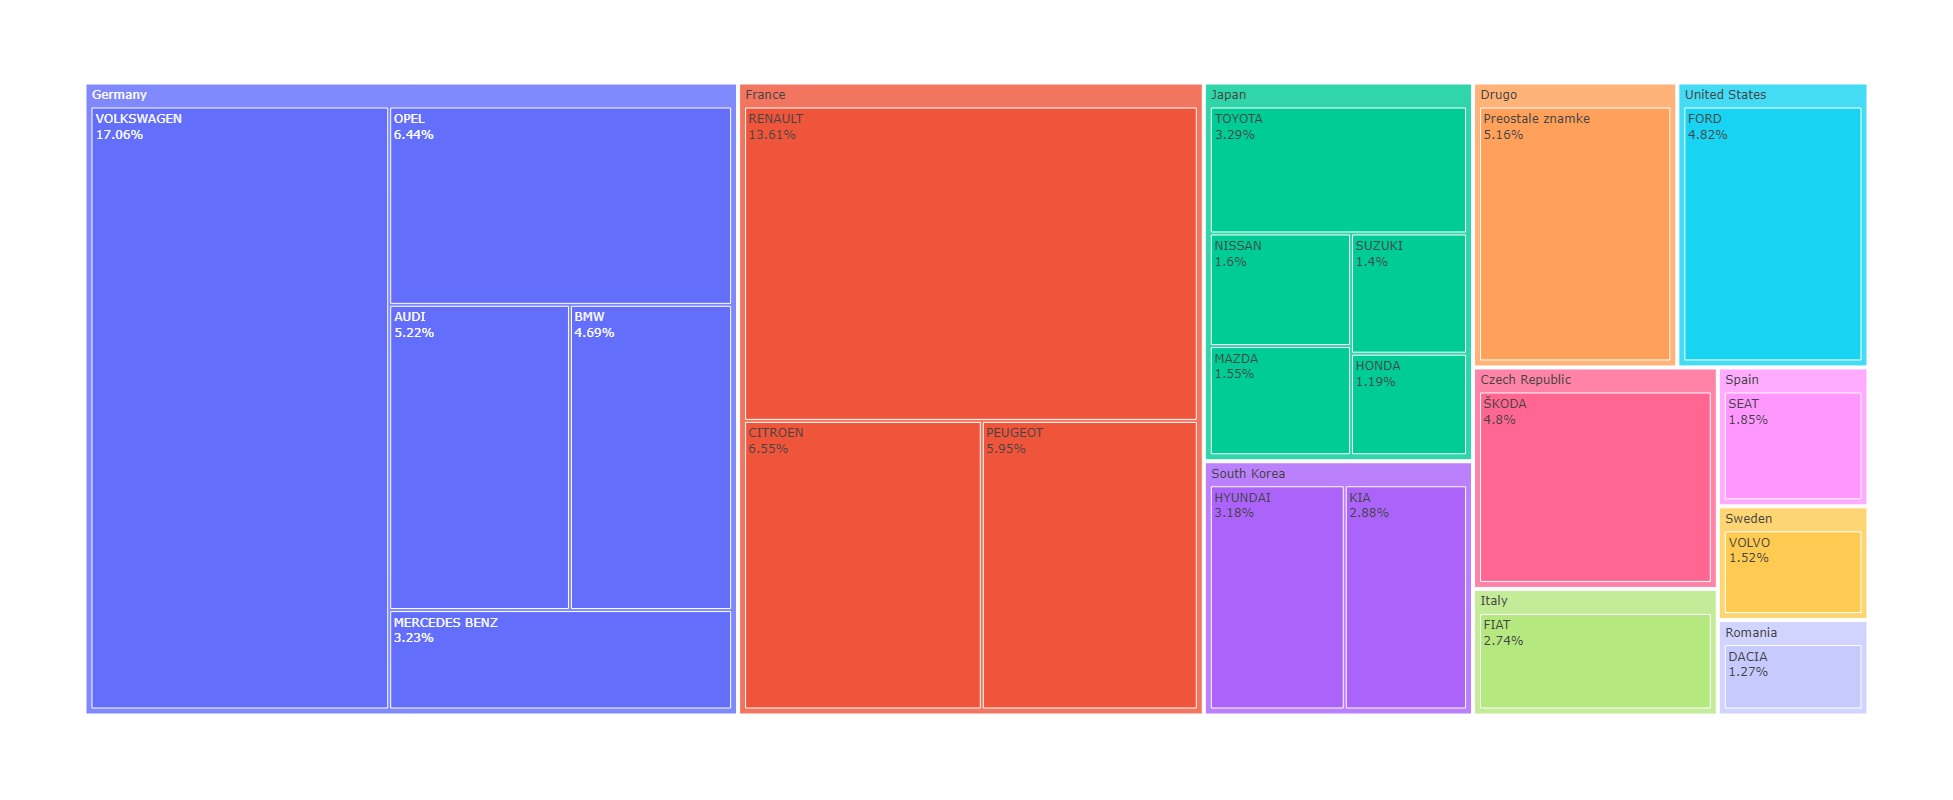 Germany
VOLKSWAGEN
17.06%
OPEL
6.44%
AUDI
5.22%
BMW
4.69%
MERCEDES BENZ
3.23%
France
RENAULT
13.61%
CITROEN
6.55%
PEUGEOT
5.95%
Japan
TOYOTA
3.29%
NISSAN
1.6%
SUZUKI
1.4%
MAZDA
1.55%
HONDA
1.19%
South Korea
HYUNDAI
3.18%
KIA
2.88%
Drugo
Preostale znamke
5.16%
United States
FORD
4.82%
Czech Republic
ŠKODA
4.8%
Spain
SEAT
1.85%
Sweden
VOLVO
1.52%
Italy
FIAT
2.74%
Romania
DACIA
1.27%